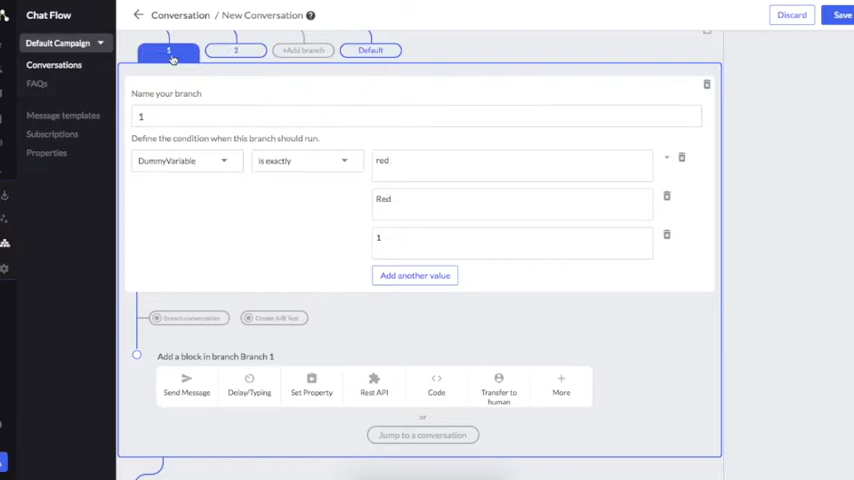 Chat Flow
Default Campaign
Conversations
FAQs
Message templates
Subscriptions
Properties
Conversation / New Conversation
Discard
Save
1
2
+Add branch
Default
Name your branch
1
Define the condition when this branch should run.
DummyVariable
is exactly
red
Red
1
Add another value
Branch conversation
Create A/B Test
Add a block in branch Branch 1
Send Message
Delay/Typing
Set Property
Rest API
Code
Transfer to
human
More
or
Jump to a conversation